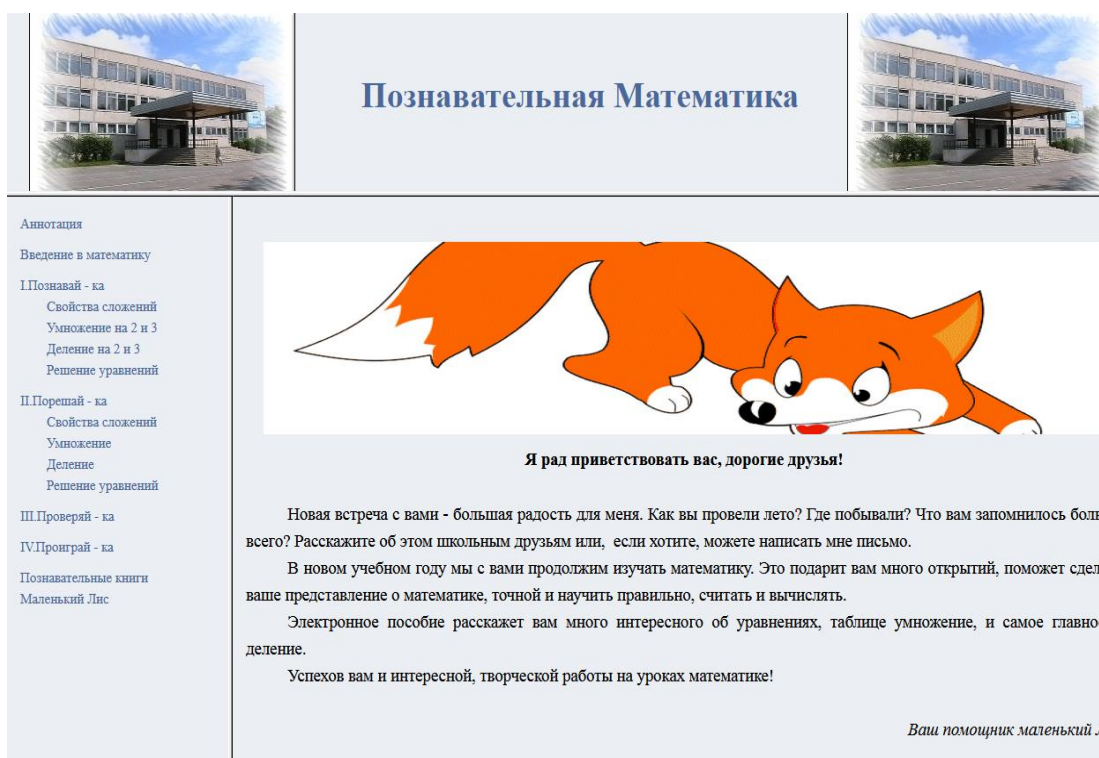 Познавательная Математика
Аннотация
Введение в математику
I.Познавай - ка
Свойства сложений
Умножение на 2 и 3
Деление на 2 и 3
Решение уравнений
II.Порешай - ка
Свойства сложений
Умножение
Деление
Решение уравнений
III.Проверяй - ка
IV.Проиграй - ка
Познавательные книги
Маленький Лис
Я рад приветствовать вас, дорогие друзья!
Новая встреча с вами - большая радость для меня. Как вы провели лето? Где побывали? Что вам запомнилось
всего? Расскажите об этом школьным друзьям или, если хотите, можете написать мне письмо.
В новом учебном году мы с вами продолжим изучать математику. Это подарит вам много открытий, поможет
ваше представление о математике, точной и научить правильно, считать и вычислять.
Электронное пособие расскажет вам много интересного об уравнениях, таблице умножение, и самое
деление.
Успехов вам и интересной, творческой работы на уроках математике!
Ваш помощник маленький